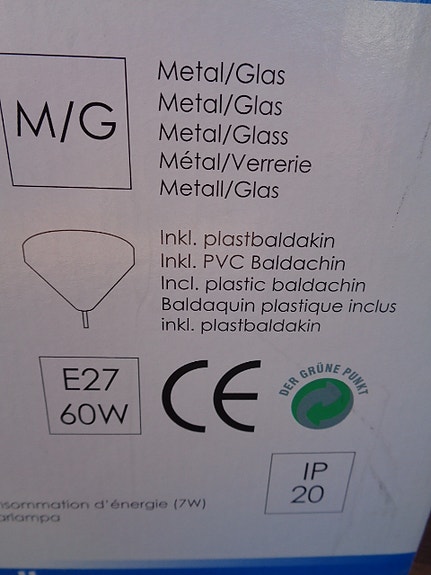 M/G
Metal/Glas
Metal/Glas
Metal/Glass
Métal/Verrerie
Metall/Glas
Inkl. plastbaldakin
Inkl. PVC Baldachin
Incl. plastic baldachin
Baldaquin plastique inclus
inkl. plastbaldakin
E27
60W
CE
DER GRÜNE PUNKT
IP
20
nsommation d'énergie (7W)
arlampa